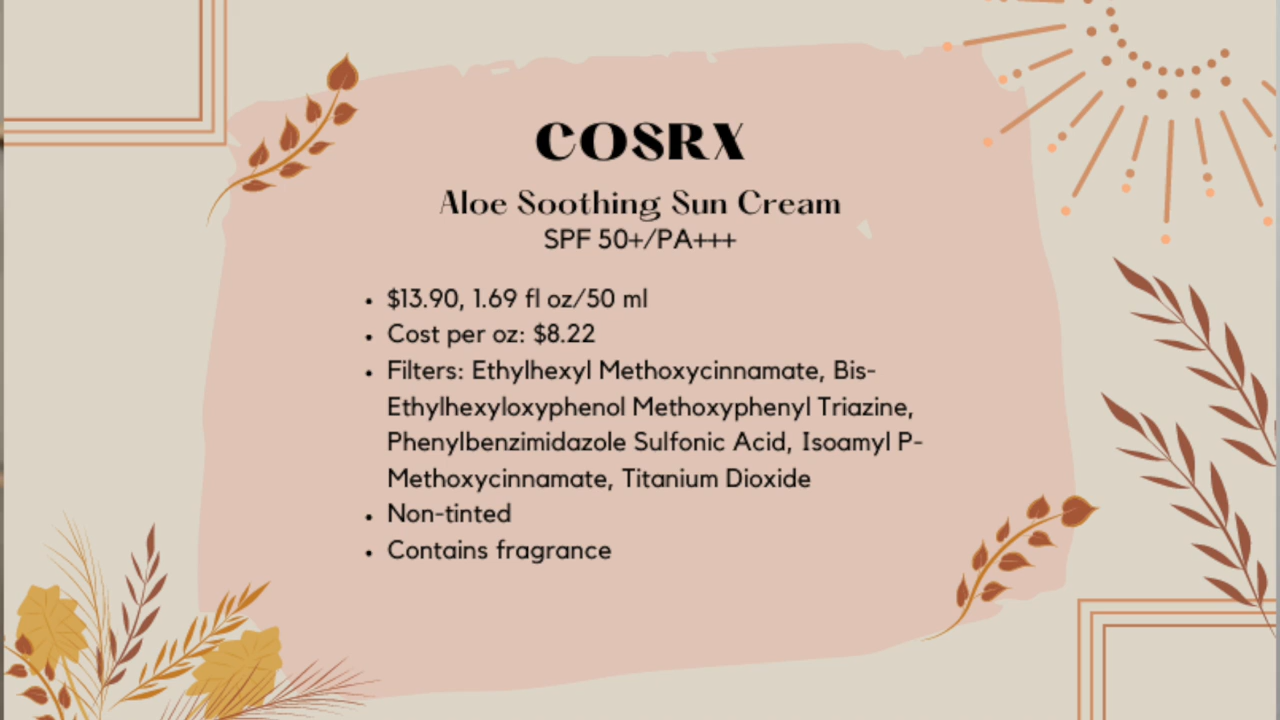 COSRX
Aloe Soothing Sun Cream
SPF 50+/PA+++
• $13.90, 1.69 fl oz/50 ml
• Cost per oz: $8.22
• Filters: Ethylhexyl Methoxycinnamate, Bis-
Ethylhexyloxyphenol Methoxyphenyl Triazine,
Phenylbenzimidazole Sulfonic Acid, Isoamyl P-
Methoxycinnamate, Titanium Dioxide
• Non-tinted
• Contains fragrance